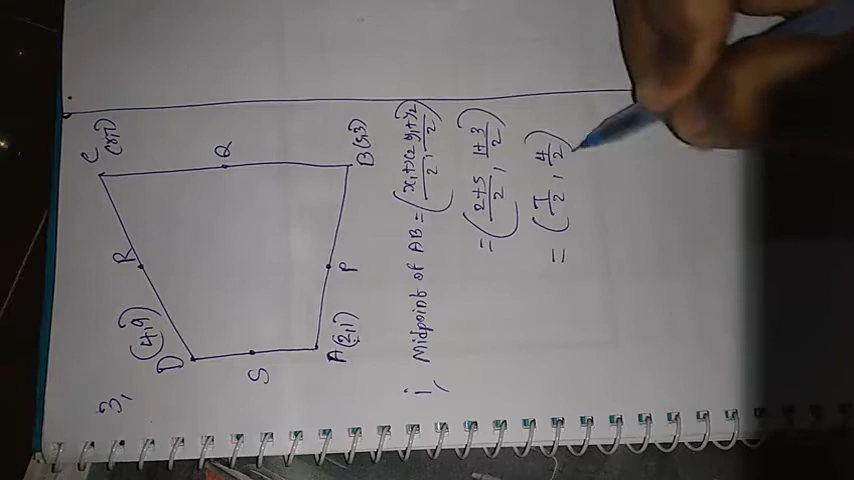 3,
D (4,9)
R
C
S
Q
A (2,1)
P
B (5,3)
i, Midpoint of AB = (x₁+x₂/2, y₁+y₂/2)
= (2+5/2, 1+3/2)
= (7/2, 4/2)